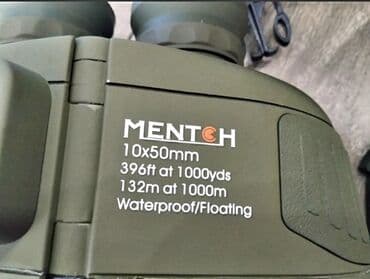 MENTCH
10x50mm
396ft at 1000yds
132m at 1000m
Waterproof/Floating